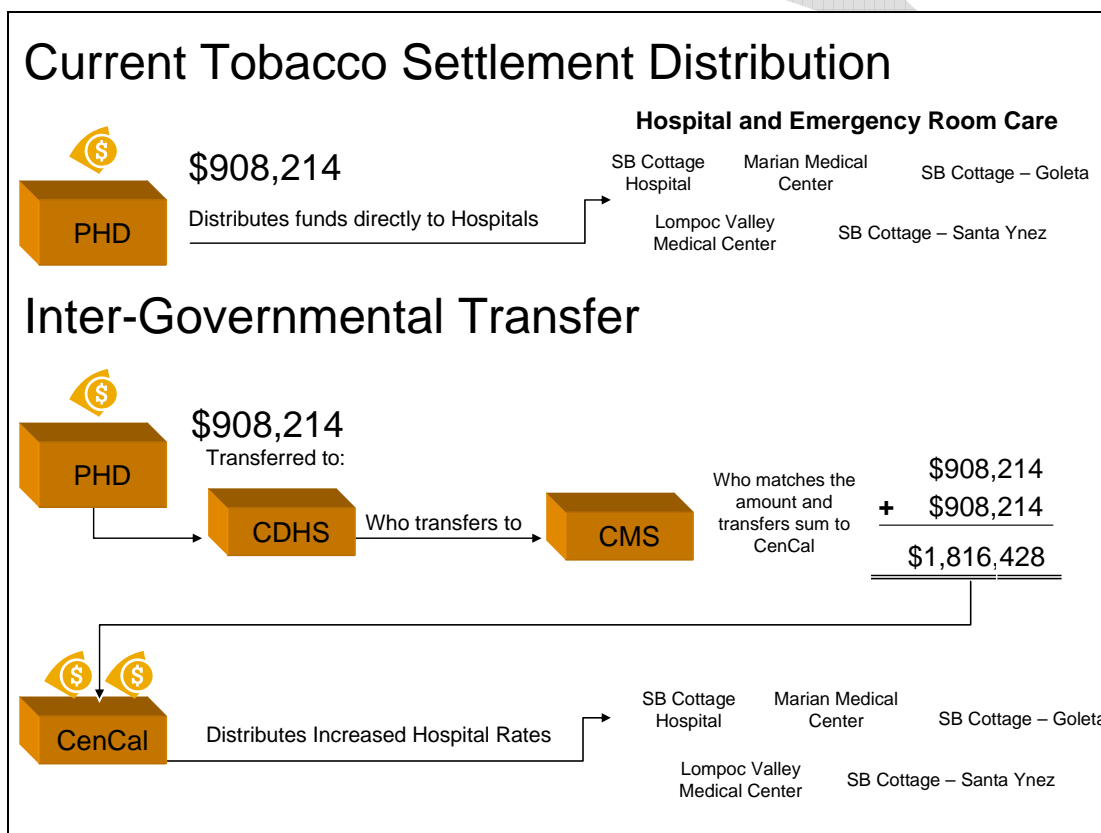 Current Tobacco Settlement Distribution
Hospital and Emergency Room Care
$
PHD
$908,214
Distributes funds directly to Hospitals
SB Cottage
Hospital
Marian Medical
Center
SB Cottage – Goleta
Lompoc Valley
Medical Center
SB Cottage – Santa Ynez
Inter-Governmental Transfer
$
PHD
$908,214
Transferred to:
CDHS
Who transfers to
CMS
Who matches the
amount and
transfers sum to
CenCal
$908,214
+ $908,214
$1,816,428
$ $
CenCal
Distributes Increased Hospital Rates
SB Cottage
Hospital
Marian Medical
Center
SB Cottage – Goleta
Lompoc Valley
Medical Center
SB Cottage – Santa Ynez